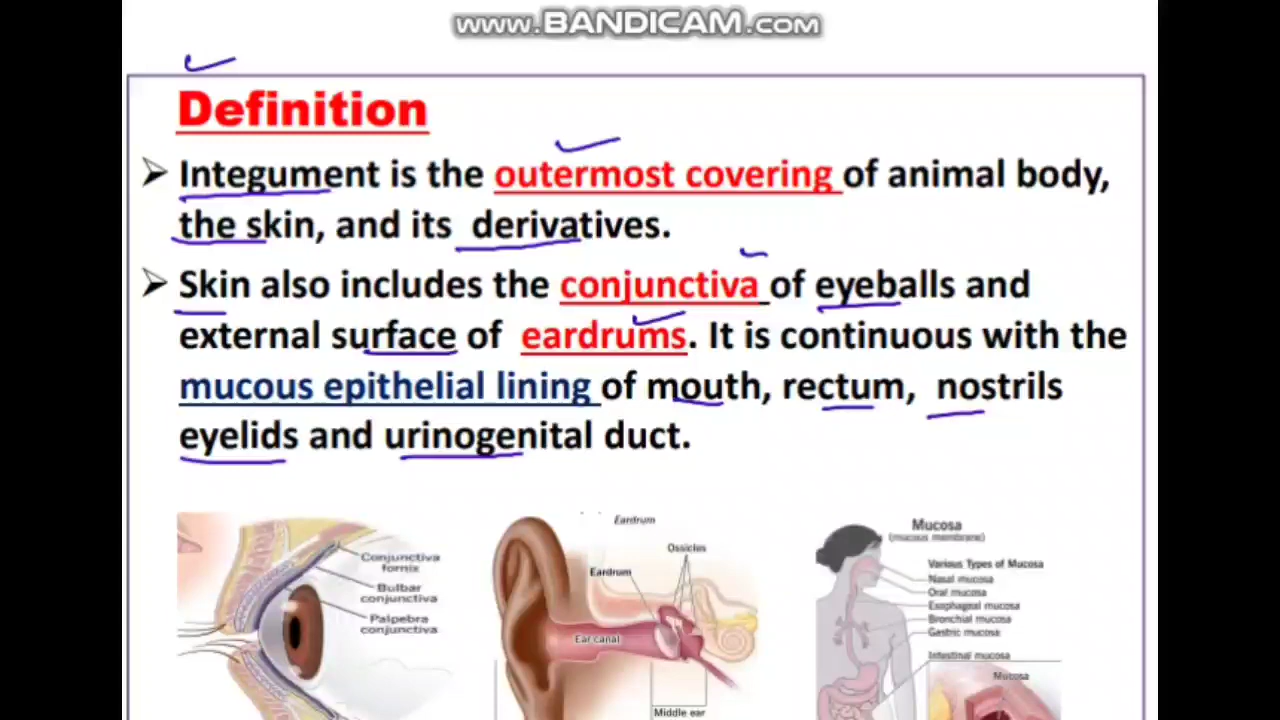 www.BANDICAM.com
Definition
➢ Integument is the outermost covering of animal body,
the skin, and its derivatives.
➢ Skin also includes the conjunctiva of eyeballs and
external surface of eardrums. It is continuous with the
mucous epithelial lining of mouth, rectum, nostrils
eyelids and urinogenital duct.
Conjunctiva
fornix
Bulbar
conjunctiva
Palpebra
conjunctiva
Eardrum
Ossicles
Eardrum
Ear canal
Middle ear
Mucosa
(mucous membrane)
Various Types of Mucosa
Nasal mucosa
Oral mucosa
Esophageal mucosa
Bronchial mucosa
Gastric mucosa
Intestinal mucosa
Mucosa